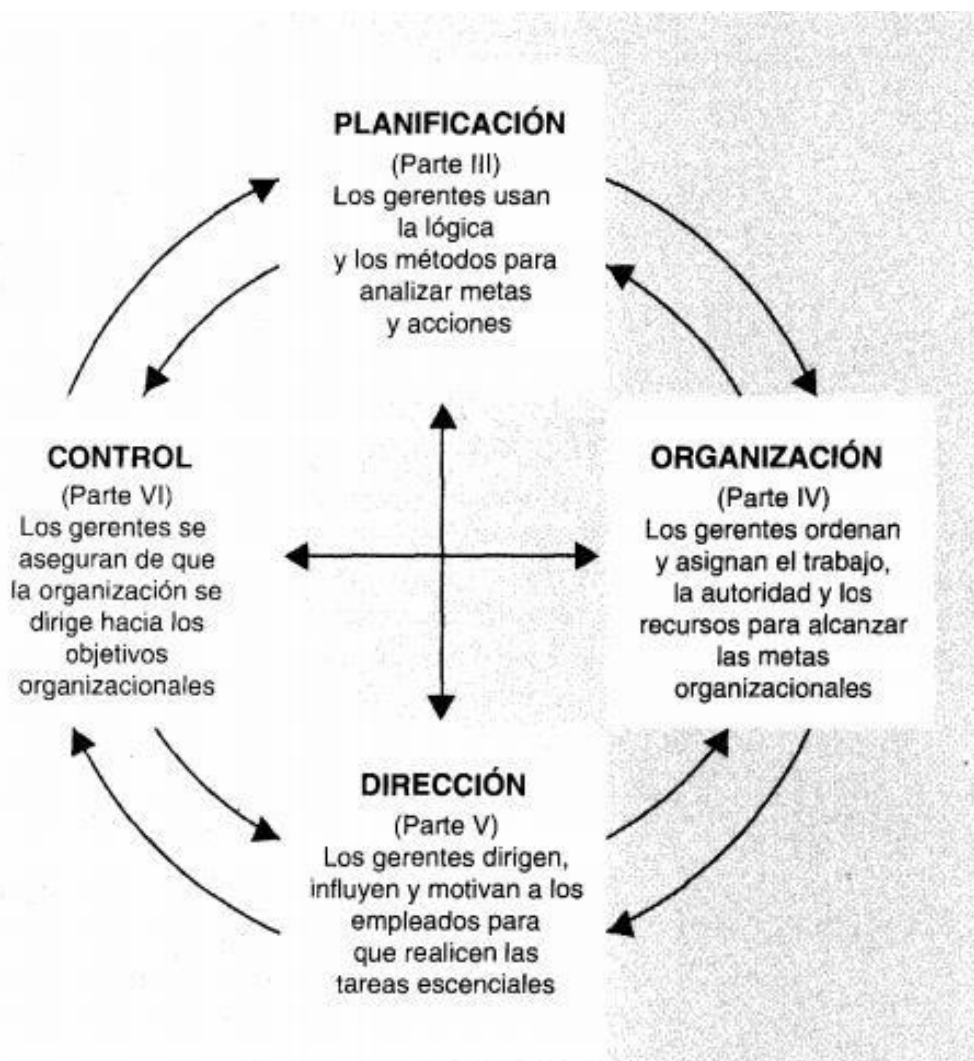 PLANIFICACIÓN
(Parte III)
Los gerentes usan
la lógica
y los métodos para
analizar metas
y acciones
CONTROL
(Parte VI)
Los gerentes se
aseguran de que
la organización se
dirige hacia los
objetivos
organizacionales
ORGANIZACIÓN
(Parte IV)
Los gerentes ordenan
y asignan el trabajo,
la autoridad y los
recursos para alcanzar
las metas
organizacionales
DIRECCIÓN
(Parte V)
Los gerentes dirigen,
influyen y motivan a los
empleados para
que realicen las
tareas escenciales